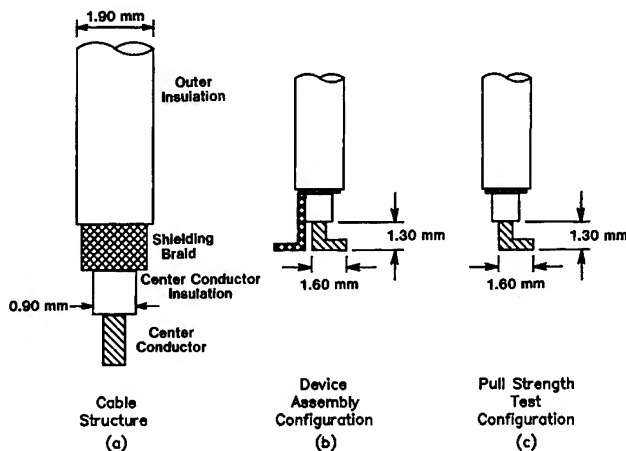 1.90 mm
Outer
Insulation
Shielding
Braid
Center Conductor
Insulation
0.90 mm
Center
Conductor
1.30 mm
1.60 mm
1.30 mm
1.60 mm
Cable
Structure
(a)
Device
Assembly
Configuration
(b)
Pull Strength
Test
Configuration
(c)